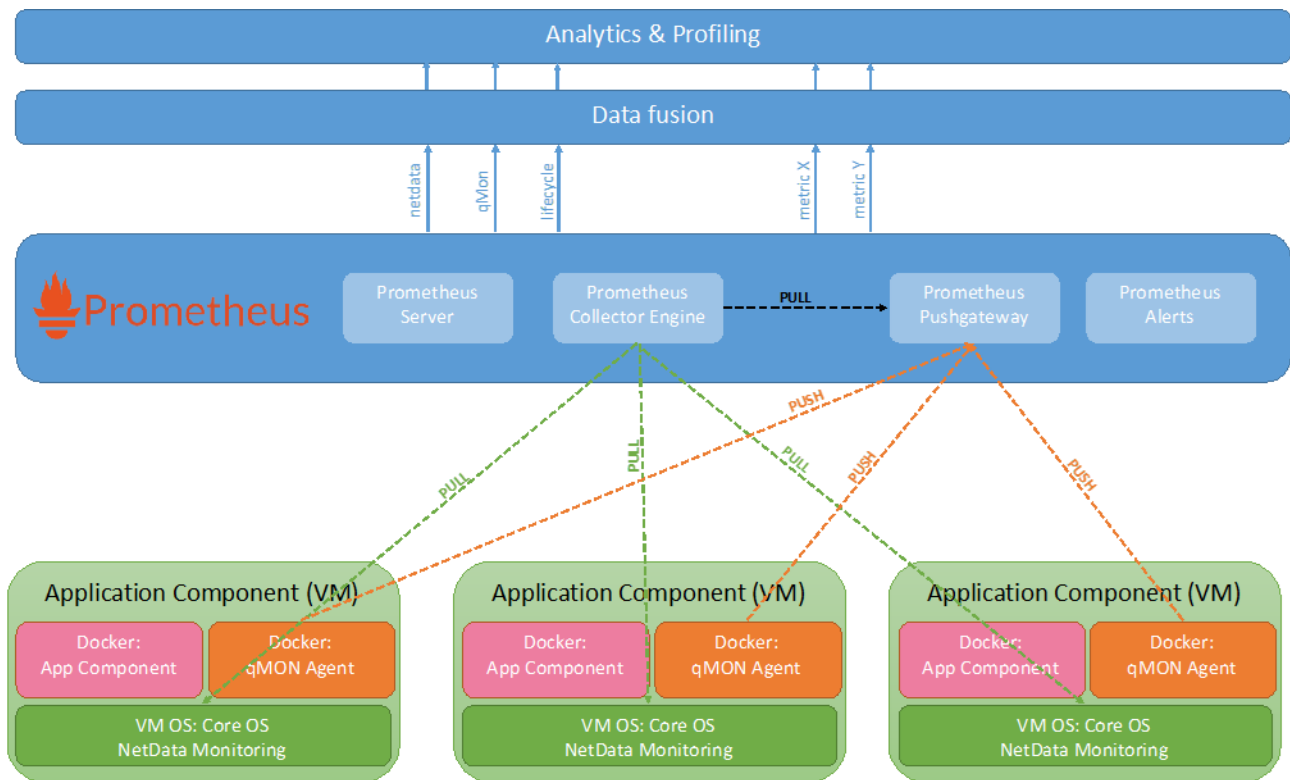 Analytics & Profiling
Data fusion
netdata
qMon
lifecycle
metric X
metric Y
Prometheus
Prometheus
Server
Prometheus
Collector Engine
PULL
Prometheus
Pushgateway
Prometheus
Alerts
PULL
PULL
PUSH
PULL
PUSH
PUSH
Application Component (VM)
Docker:
App Component
Docker:
qMON Agent
VM OS: Core OS
NetData Monitoring
Application Component (VM)
Docker:
App Component
Docker:
qMON Agent
VM OS: Core OS
NetData Monitoring
Application Component (VM)
Docker:
App Component
Docker:
qMON Agent
VM OS: Core OS
NetData Monitoring